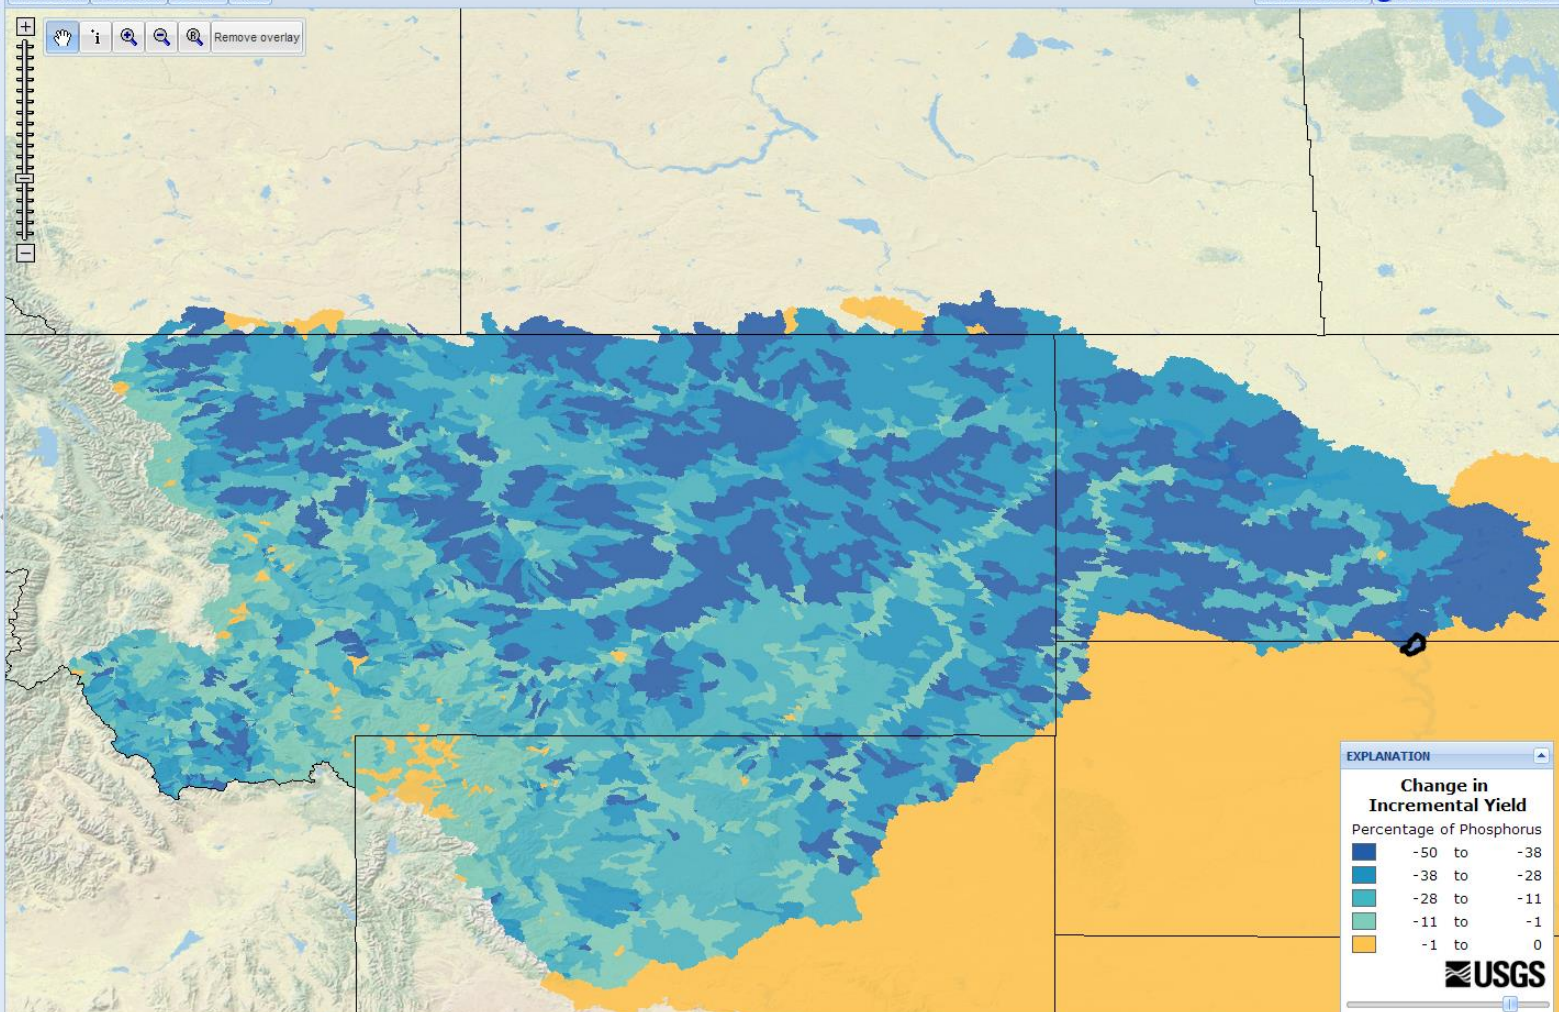 Remove overlay
EXPLANATION
Change in
Incremental Yield
Percentage of Phosphorus
-50 to -38
-38 to -28
-28 to -11
-11 to -1
-1 to 0
USGS